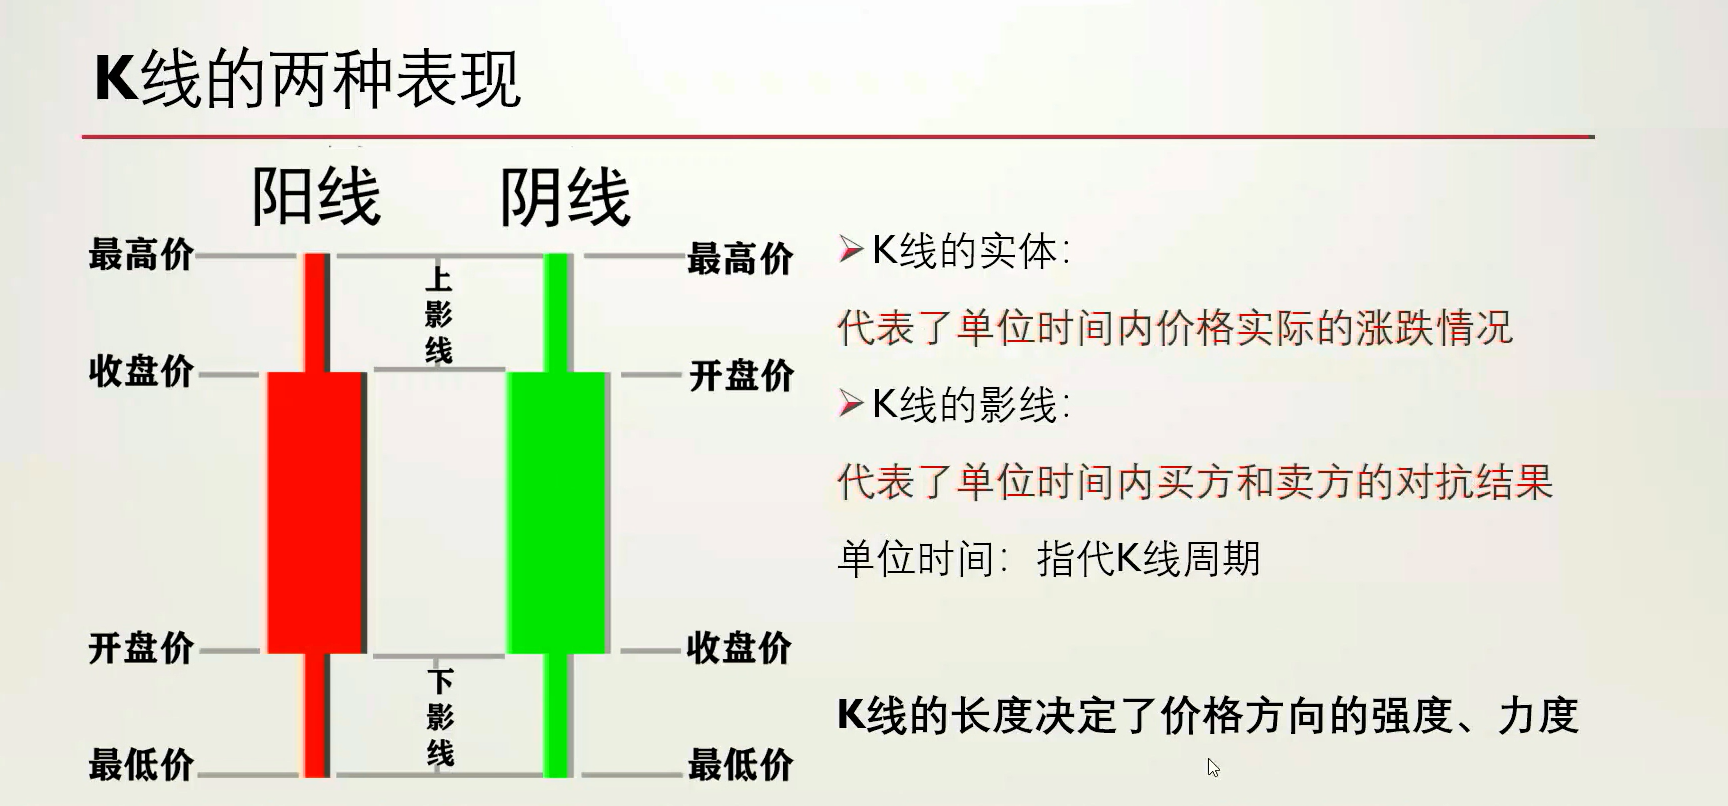 K线的两种表现
阳线 阴线
最高价
收盘价
开盘价
最低价
上影线
下影线
最高价
开盘价
收盘价
最低价
K线的实体：
代表了单位时间内价格实际的涨跌情况
K线的影线：
代表了单位时间内买方和卖方的对抗结果
单位时间：指代K线周期
K线的长度决定了价格方向的强度、力度